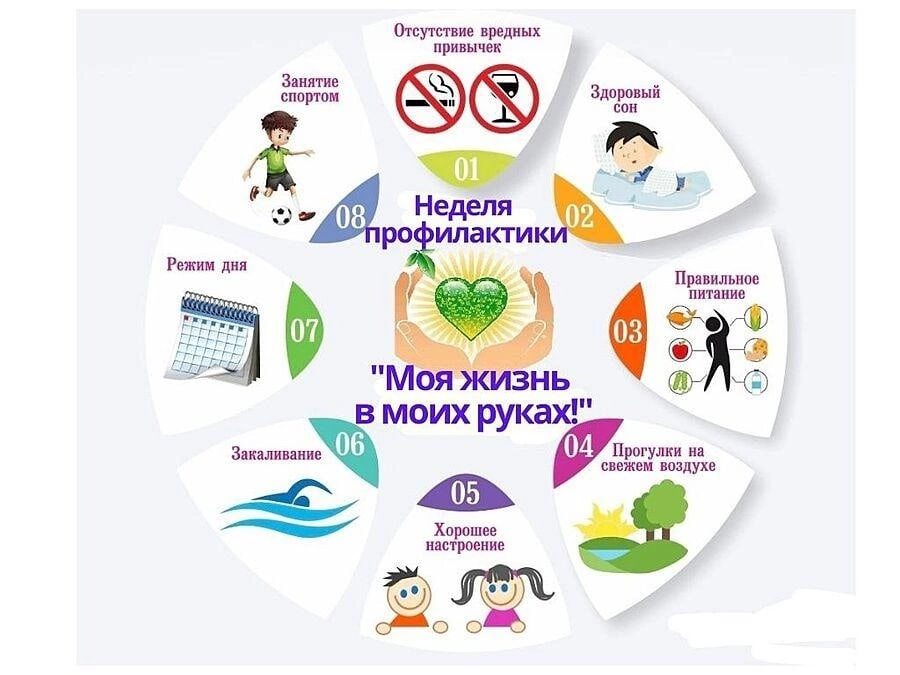 Отсутствие вредных
привычек
01
Здоровый
сон
02
Правильное
питание
03
04
Прогулки на
свежем воздухе
05
Хорошее
настроение
06
Закаливание
Режим дня
07
Занятие
спортом
08
Неделя
профилактики
"Моя жизнь
в моих руках!"